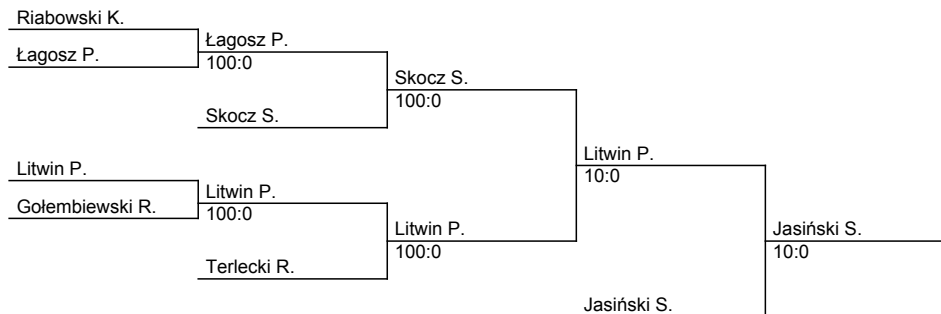 Riabowski K.
Łagosz P.
Łagosz P.
100:0
Skocz S.
Skocz S.
100:0
Litwin P.
Gołembiewski R.
Litwin P.
100:0
Terlecki R.
Litwin P.
100:0
Litwin P.
10:0
Jasiński S.
Jasiński S.
10:0